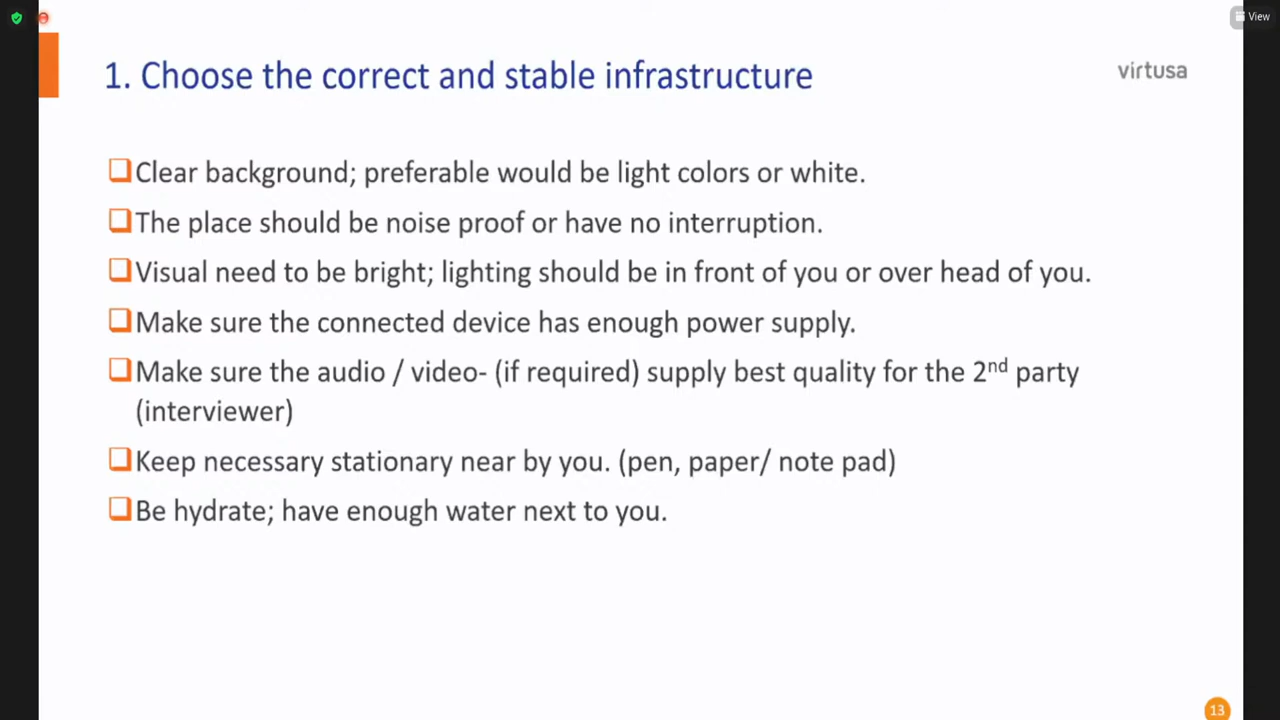 View
1. Choose the correct and stable infrastructure
virtusa
Clear background; preferable would be light colors or white.
The place should be noise proof or have no interruption.
Visual need to be bright; lighting should be in front of you or over head of you.
Make sure the connected device has enough power supply.
Make sure the audio / video- (if required) supply best quality for the 2nd party
(interviewer)
Keep necessary stationary near by you. (pen, paper/ note pad)
Be hydrate; have enough water next to you.
13